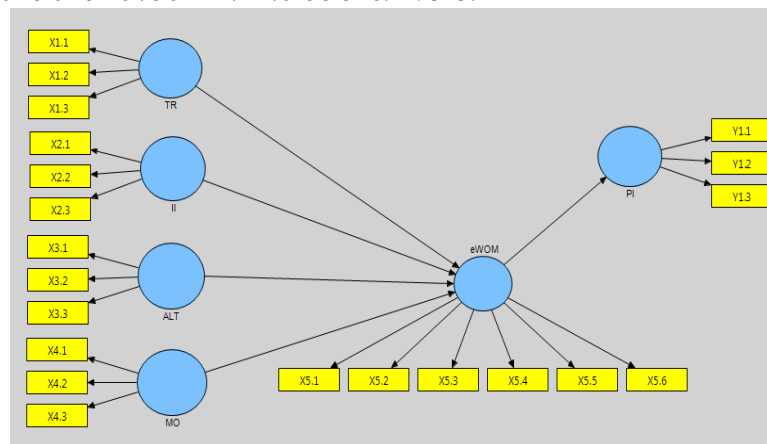 X1.1
X1.2
X1.3
TR
X2.1
X2.2
X2.3
II
X3.1
X3.2
X3.3
ALT
X4.1
X4.2
X4.3
MO
eWOM
X5.1 X5.2 X5.3 X5.4 X5.5 X5.6
PI
Y1.1
Y1.2
Y1.3